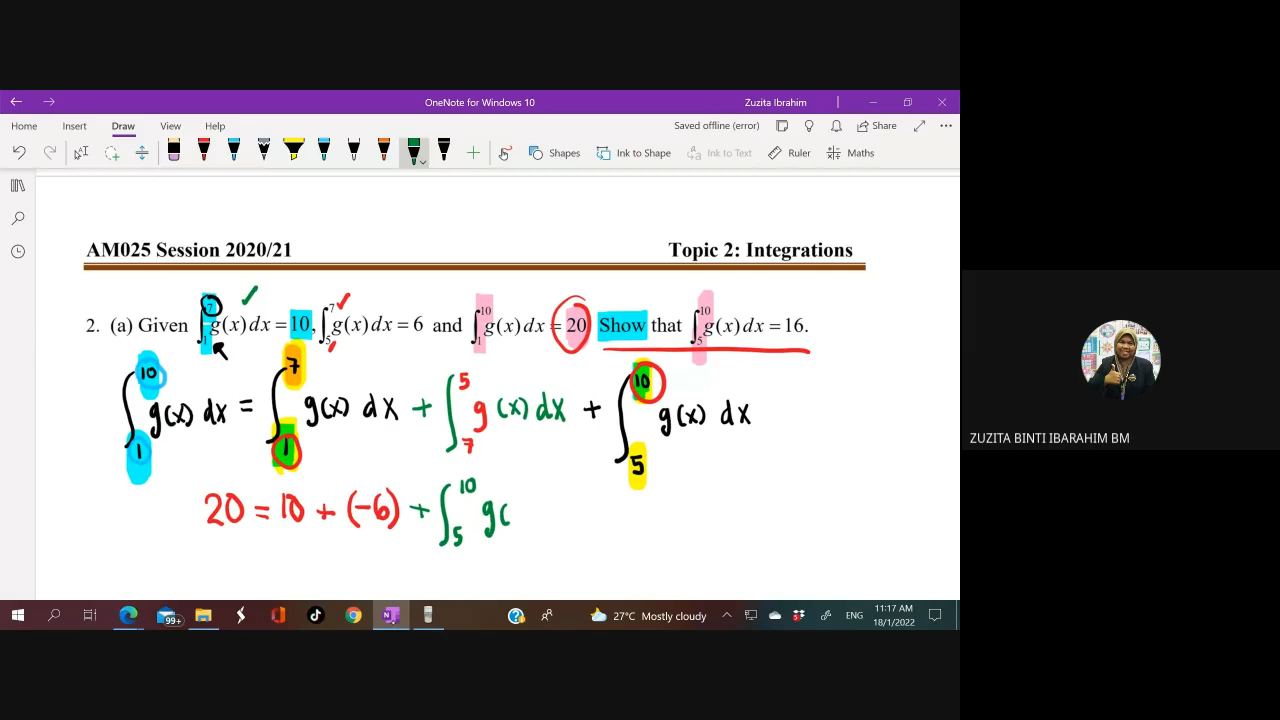 OneNote for Windows 10
Zuzita Ibrahim
Home Insert Draw View Help
Saved offline (error) Share
Shapes Ink to Shape Ink to Text Ruler Maths
AM025 Session 2020/21 Topic 2: Integrations
2. (a) Given ∫₁⁷ g(x) dx = 10, ∫₅⁷ g(x) dx = 6 and ∫₁¹⁰ g(x) dx = 20 Show that ∫₅¹⁰ g(x) dx = 16.
∫₁¹⁰ g(x) dx = ∫₁⁷ g(x) dx + ∫₇⁵ g(x) dx + ∫₅¹⁰ g(x) dx
20 = 10 + (-6) + ∫₅¹⁰ g(
ZUZITA BINTI IBARAHIM BM
99+
27°C Mostly cloudy
ENG
11:17 AM
18/1/2022